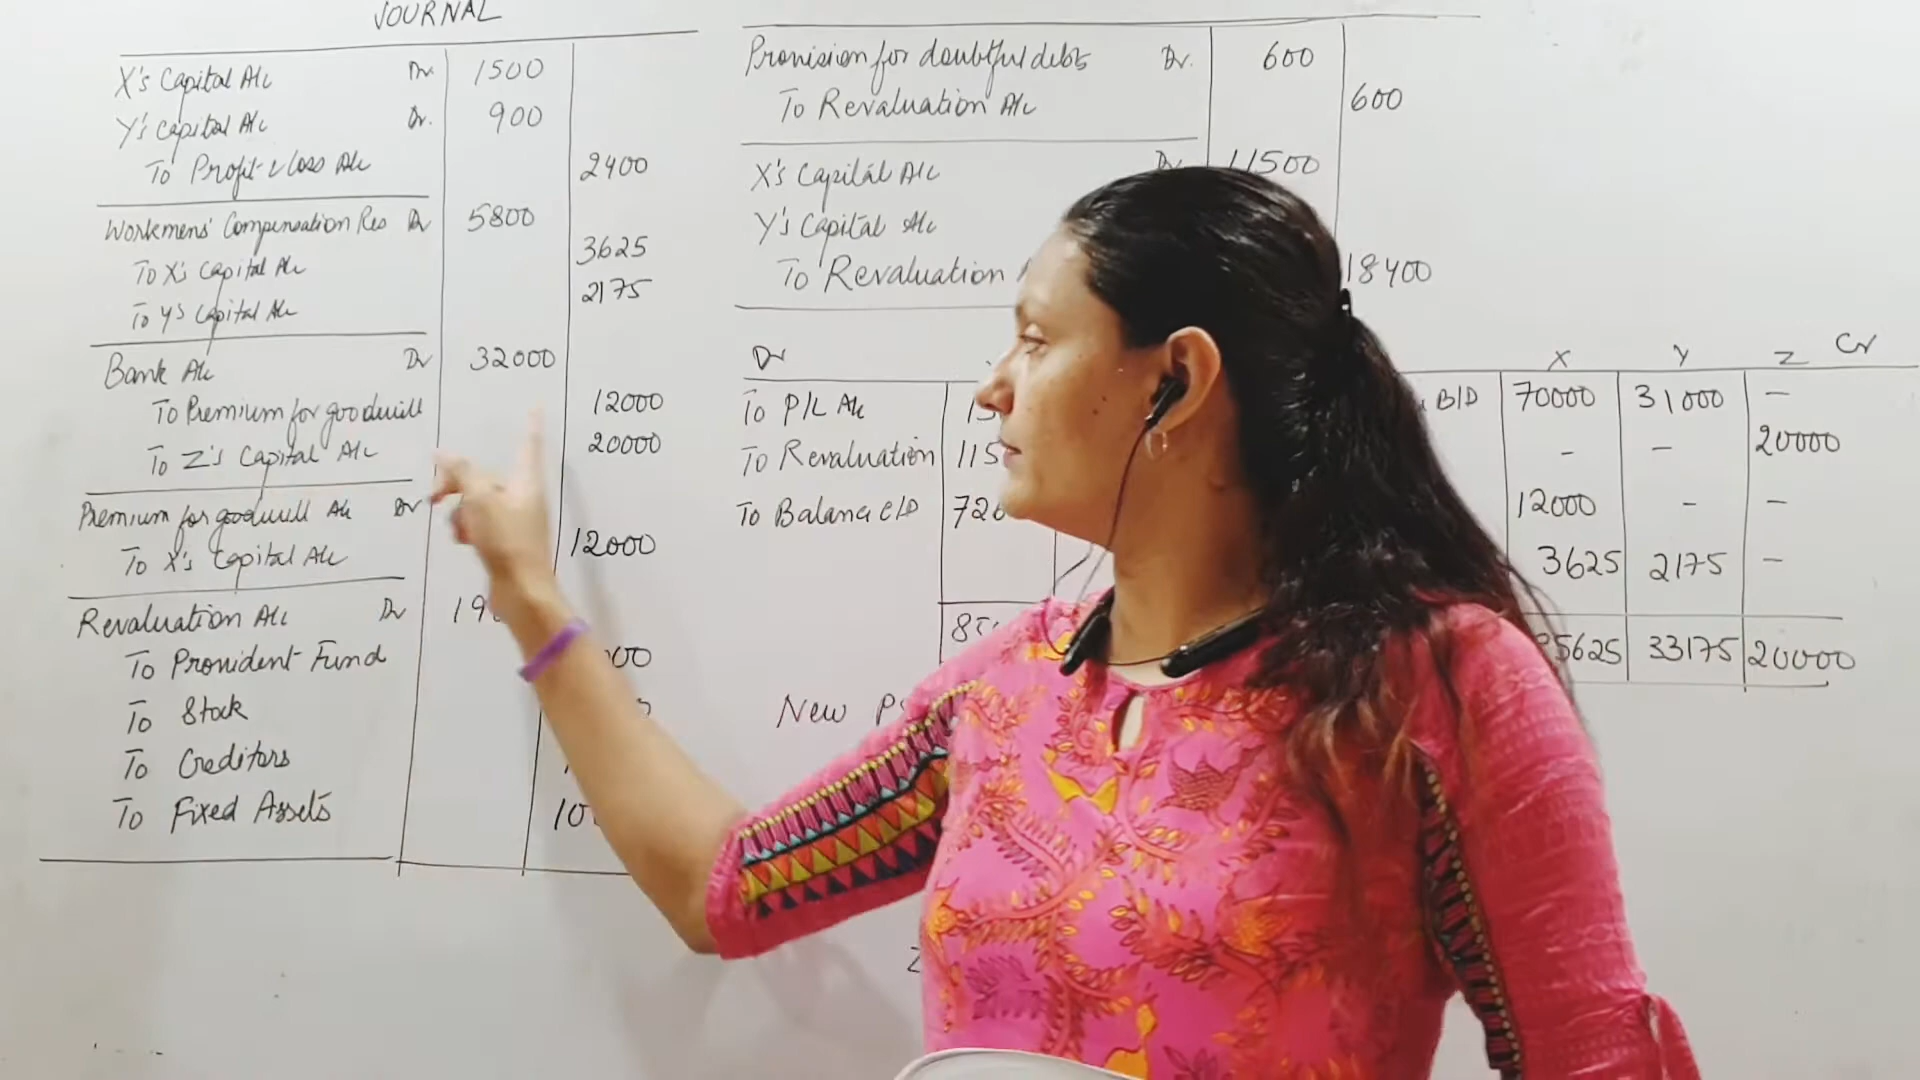 JOURNAL
X's Capital A/c Dr. 1500
Y's Capital A/c Dr. 900
To Profit & Loss A/c 2400
Workmens' Compensation Res Dr 5800
To X's Capital A/c 3625
To Y's Capital A/c 2175
Bank A/c Dr 32000
To Premium for goodwill 12000
To Z's Capital A/c 20000
Premium for goodwill A/c Dr
To X's Capital A/c 12000
Revaluation A/c Dr
To Provident Fund
To Stock
To Creditors
To Fixed Assets
Provision for doubtful debts Dr. 600
To Revaluation A/c 600
X's Capital A/c Dr 11500
Y's Capital A/c
To Revaluation 18400
Dr X Y Z Cr
To P/L A/c B/D 70000 31000 –
To Revaluation - – 20000
To Balance C/D 12000 - –
3625 2175 –
85625 33175 20000
New